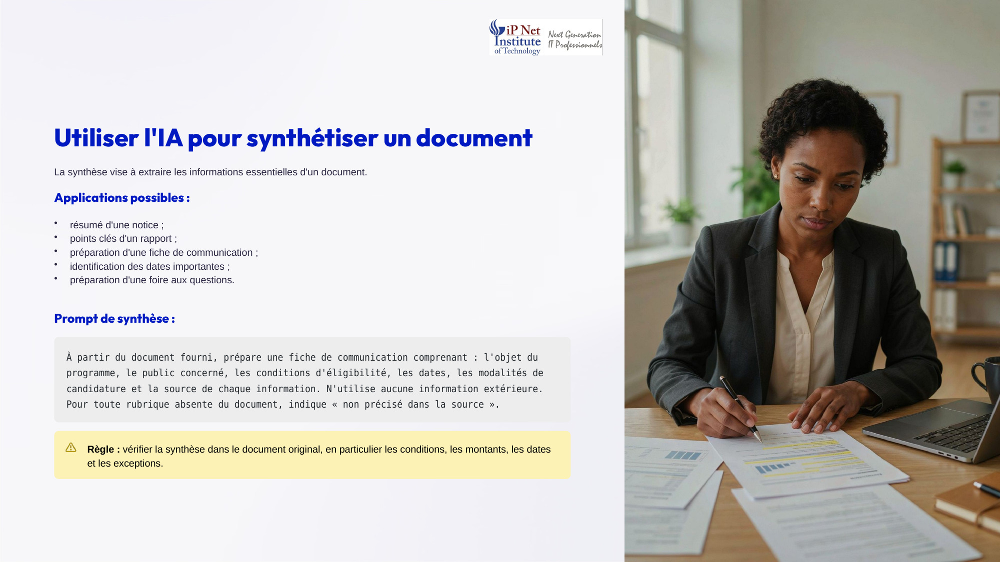 iP Net
Institute
of Technology
Next Generation
IT Professionnels
Utiliser l'IA pour synthétiser un document
La synthèse vise à extraire les informations essentielles d'un document.
Applications possibles :
• résumé d'une notice ;
• points clés d'un rapport ;
• préparation d'une fiche de communication ;
• identification des dates importantes ;
• préparation d'une foire aux questions.
Prompt de synthèse :
À partir du document fourni, prépare une fiche de communication comprenant : l'objet du
programme, le public concerné, les conditions d'éligibilité, les dates, les modalités de
candidature et la source de chaque information. N'utilise aucune information extérieure.
Pour toute rubrique absente du document, indique « non précisé dans la source ».
Règle : vérifier la synthèse dans le document original, en particulier les conditions, les montants, les dates
et les exceptions.